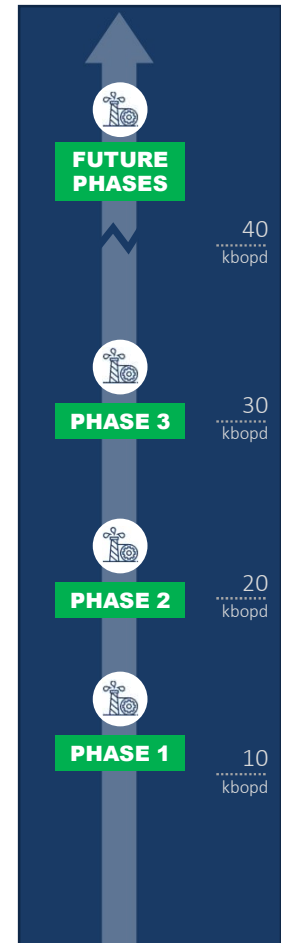 FUTURE
PHASES
40
kbopd
30
PHASE 3
kbopd
20
PHASE 2
kbopd
PHASE 1
10
kbopd